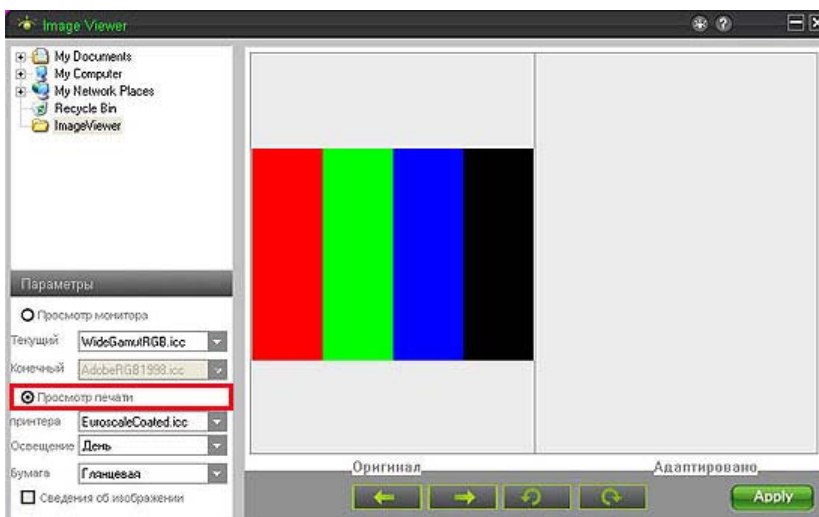 Image Viewer
My Documents
My Computer
My Network Places
Recycle Bin
ImageViewer
Параметры
Просмотр монитора
Текущий WideGamutRGB.icc
Конечный AdobeRGB1998.icc
Просмотр печати
принтера EuroscaleCoated.icc
Освещение День
Бумага Глянцевая
Сведения об изображении
Оригинал Адаптировано
Apply